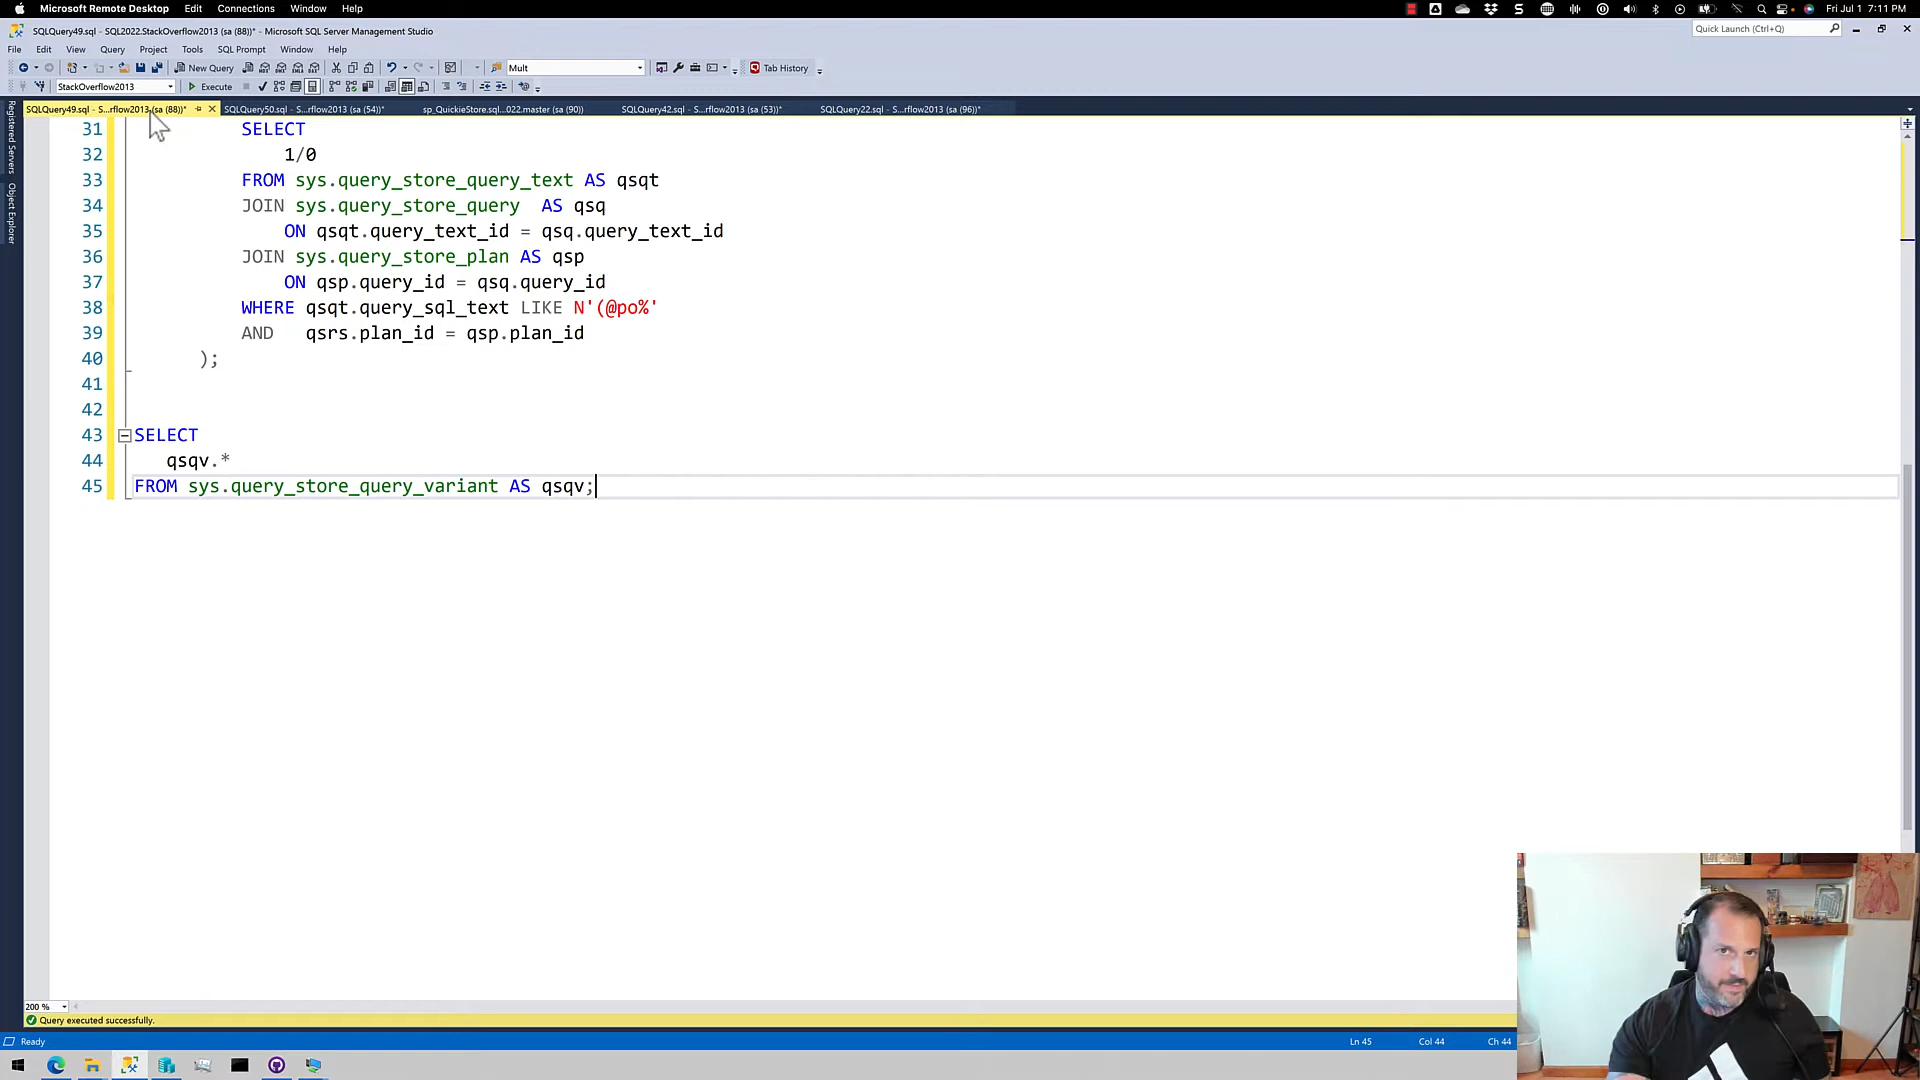 Microsoft Remote Desktop Edit Connections Window Help Fri Jul 1 7:11 PM
SQLQuery49.sql - SQL2022.StackOverflow2013 (sa (88))* - Microsoft SQL Server Management Studio
Quick Launch (Ctrl+Q)
File Edit View Query Project Tools SQL Prompt Window Help
New Query Mult Tab History
StackOverflow2013 Execute
SQLQuery49.sql - S...rflow2013 (sa (88))* SQLQuery50.sql - S...rflow2013 (sa (54))* sp_QuickieStore.sql...022.master (sa (90)) SQLQuery42.sql - S...rflow2013 (sa (53))* SQLQuery22.sql - S...rflow2013 (sa (96))*
Registered Servers
Object Explorer
31 SELECT
32 1/0
33 FROM sys.query_store_query_text AS qsqt
34 JOIN sys.query_store_query AS qsq
35 ON qsqt.query_text_id = qsq.query_text_id
36 JOIN sys.query_store_plan AS qsp
37 ON qsp.query_id = qsq.query_id
38 WHERE qsqt.query_sql_text LIKE N'(@po%'
39 AND qsrs.plan_id = qsp.plan_id
40 );
41
42
43 SELECT
44 qsqv.*
45 FROM sys.query_store_query_variant AS qsqv;
200 %
Query executed successfully.
Ready Ln 45 Col 44 Ch 44